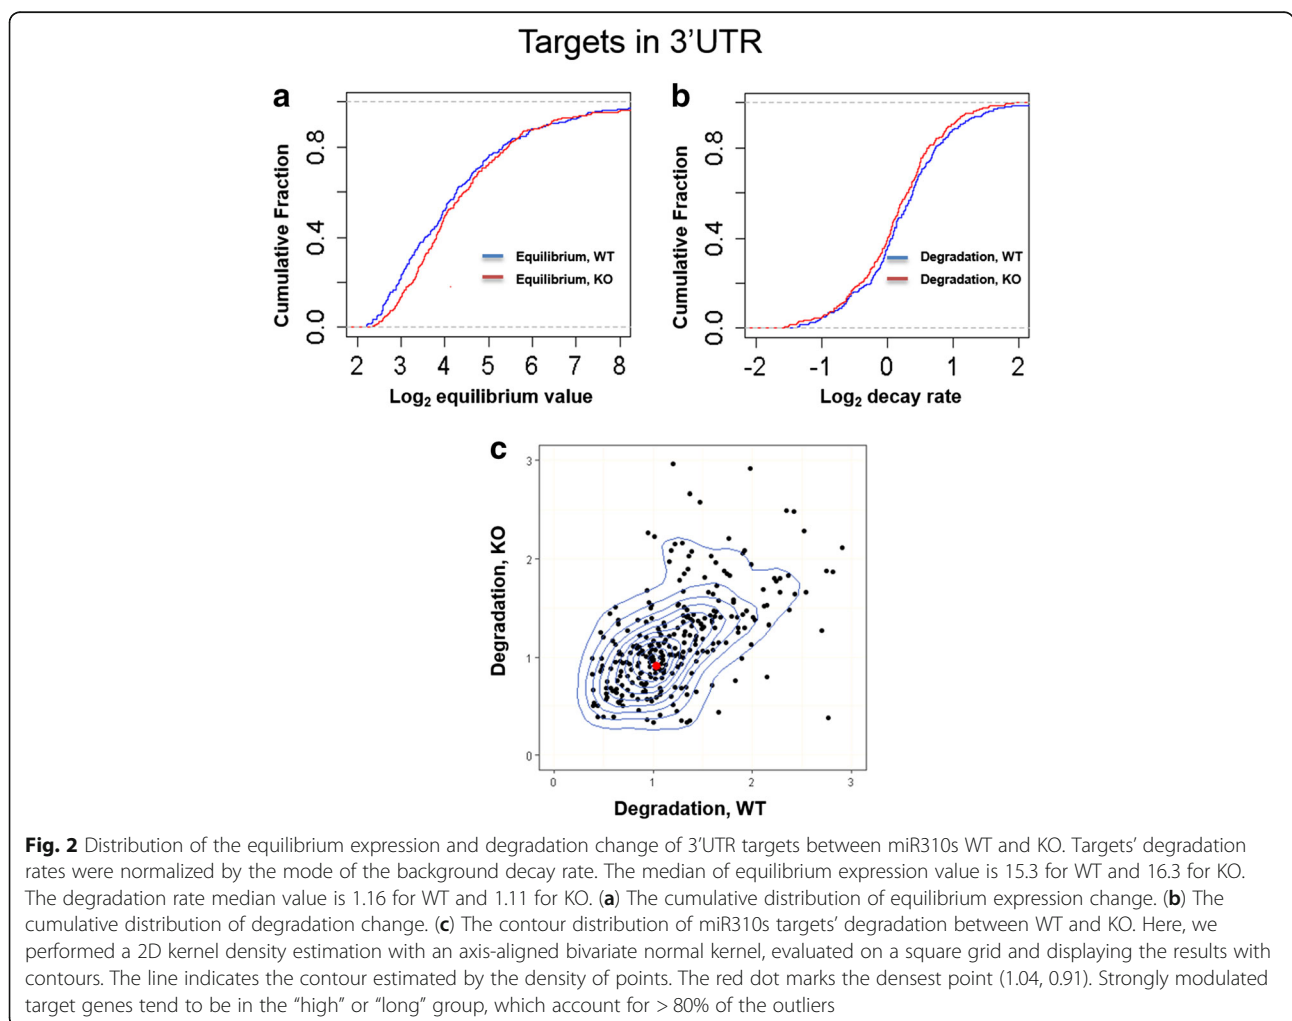 Targets in 3'UTR
a
Cumulative Fraction
0.0
0.4
0.8
Equilibrium, WT
Equilibrium, KO
2 3 4 5 6 7 8
Log2 equilibrium value
b
Cumulative Fraction
0.0
0.4
0.8
Degradation, WT
Degradation, KO
-2 -1 0 1 2
Log2 decay rate
c
Degradation, KO
3
2
1
0
0 1 2 3
Degradation, WT
Fig. 2 Distribution of the equilibrium expression and degradation change of 3'UTR targets between miR310s WT and KO. Targets' degradation
rates were normalized by the mode of the background decay rate. The median of equilibrium expression value is 15.3 for WT and 16.3 for KO.
The degradation rate median value is 1.16 for WT and 1.11 for KO. (a) The cumulative distribution of equilibrium expression change. (b) The
cumulative distribution of degradation change. (c) The contour distribution of miR310s targets' degradation between WT and KO. Here, we
performed a 2D kernel density estimation with an axis-aligned bivariate normal kernel, evaluated on a square grid and displaying the results with
contours. The line indicates the contour estimated by the density of points. The red dot marks the densest point (1.04, 0.91). Strongly modulated
target genes tend to be in the “high” or “long” group, which account for > 80% of the outliers